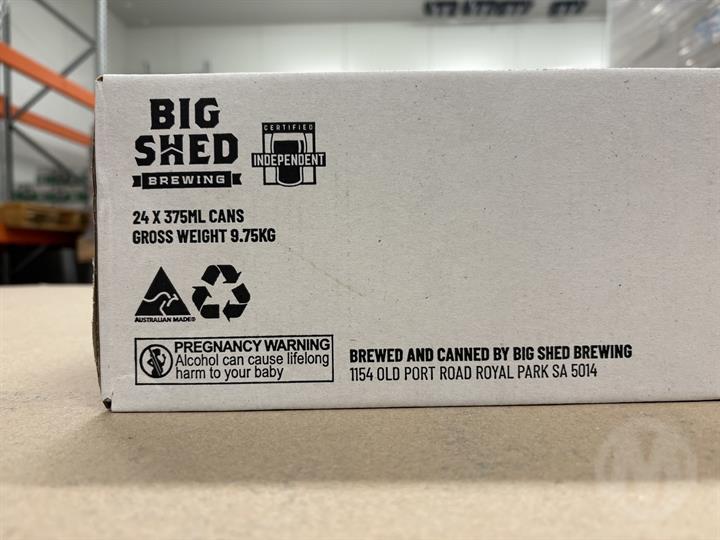 BIG
SHED
BREWING
CERTIFIED
INDEPENDENT
24 X 375ML CANS
GROSS WEIGHT 9.75KG
AUSTRALIAN MADE®
PREGNANCY WARNING
Alcohol can cause lifelong
harm to your baby
BREWED AND CANNED BY BIG SHED BREWING
1154 OLD PORT ROAD ROYAL PARK SA 5014
M